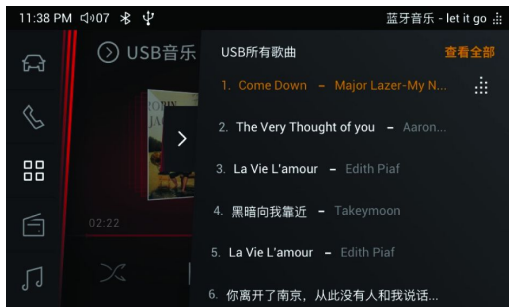 11:38 PM 07 蓝牙音乐 - let it go
USB音乐
USB所有歌曲 查看全部
1. Come Down – Major Lazer-My N...
2. The Very Thought of you – Aaron...
3. La Vie L'amour – Edith Piaf
4. 黑暗向我靠近 – Takeymoon
02:22
5. La Vie L'amour – Edith Piaf
6. 你离开了南京，从此没有人和我说话...